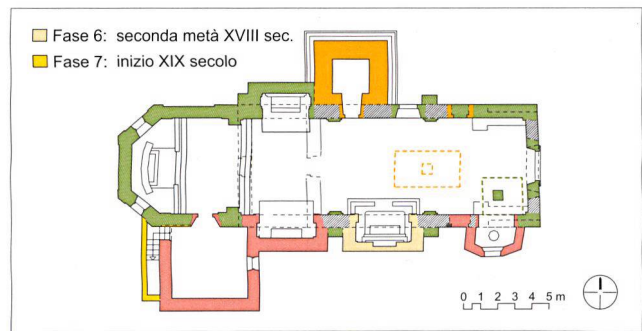 Fase 6: seconda metà XVIII sec.
Fase 7: inizio XIX secolo
0 1 2 3 4 5 m